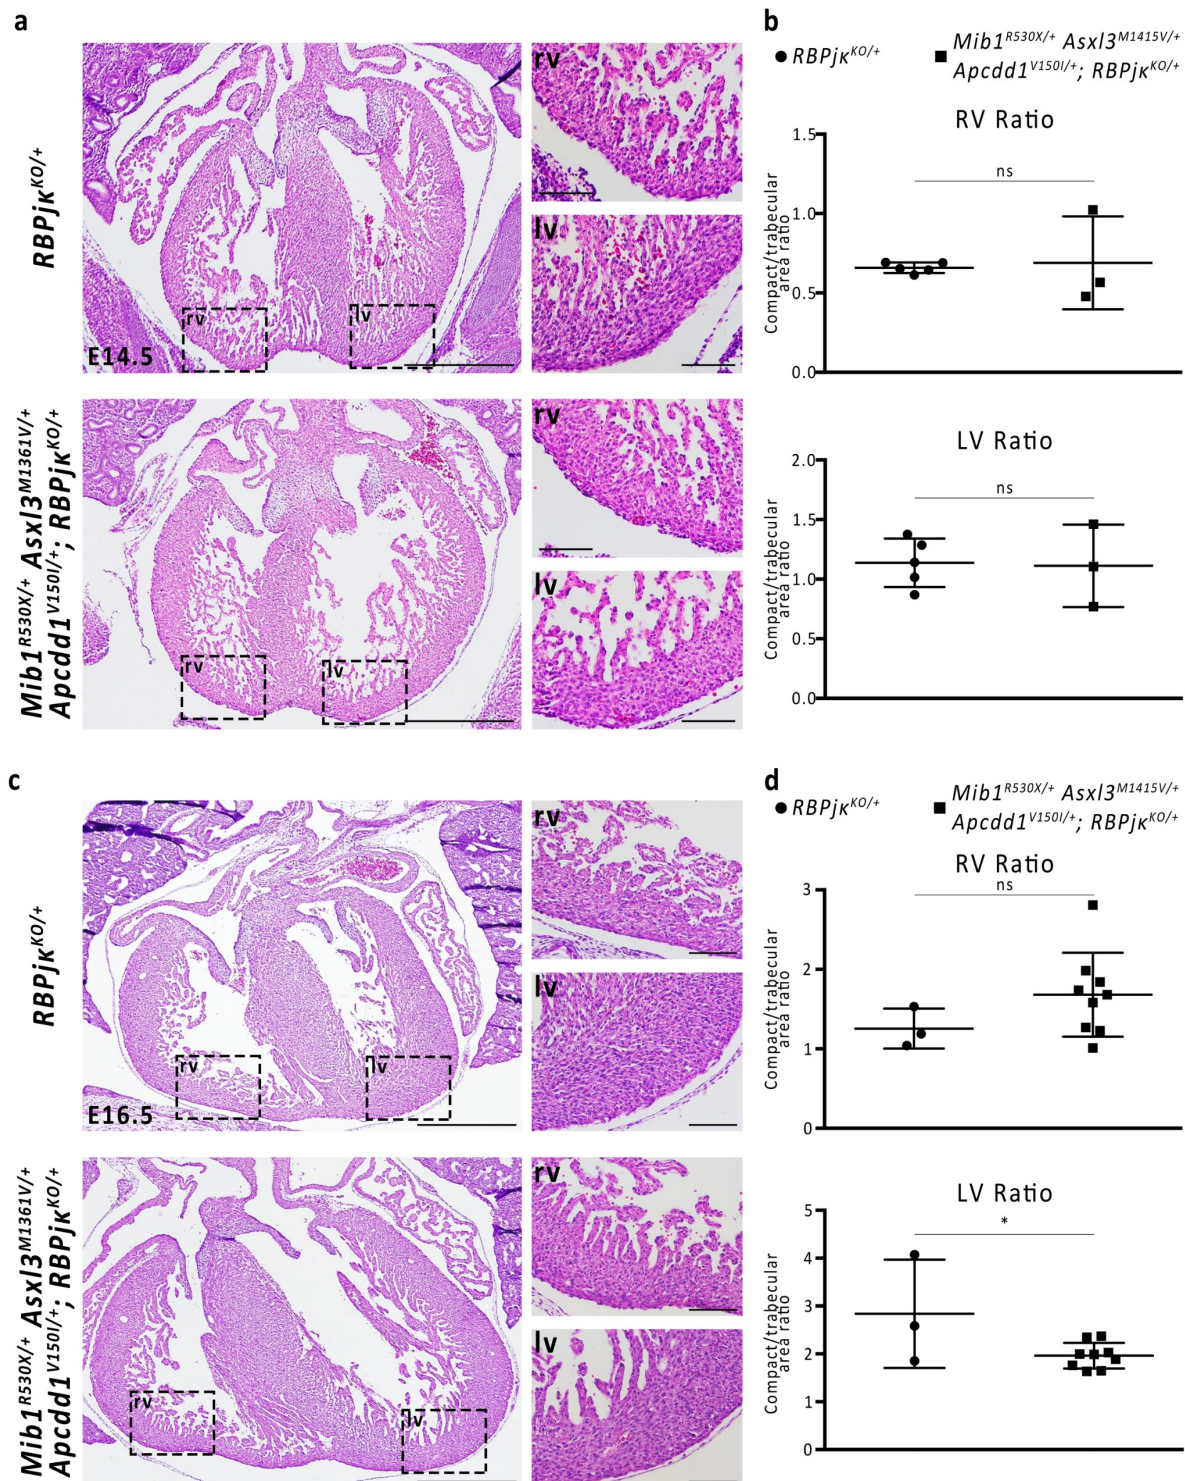 a
RBPjκ^KO/+
E14.5
rv
lv
rv
lv
Mib1^R530X/+ Asxl3^M1361V/+
Apcdd1^V150I/+; RBPjκ^KO/+
rv
lv
rv
lv
b
RBPjκ^KO/+
Mib1^R530X/+ Asxl3^M1415V/+
Apcdd1^V150I/+; RBPjκ^KO/+
RV Ratio
ns
Compact/trabecular
area ratio
1.5
1.0
0.5
0.0
LV Ratio
ns
Compact/trabecular
area ratio
2.0
1.5
1.0
0.5
0.0
c
RBPjκ^KO/+
E16.5
rv
lv
rv
lv
Mib1^R530X/+ Asxl3^M1361V/+
Apcdd1^V150I/+; RBPjκ^KO/+
rv
lv
rv
lv
d
RBPjκ^KO/+
Mib1^R530X/+ Asxl3^M1415V/+
Apcdd1^V150I/+; RBPjκ^KO/+
RV Ratio
ns
Compact/trabecular
area ratio
3
2
1
0
LV Ratio
*
Compact/trabecular
area ratio
5
4
3
2
1
0